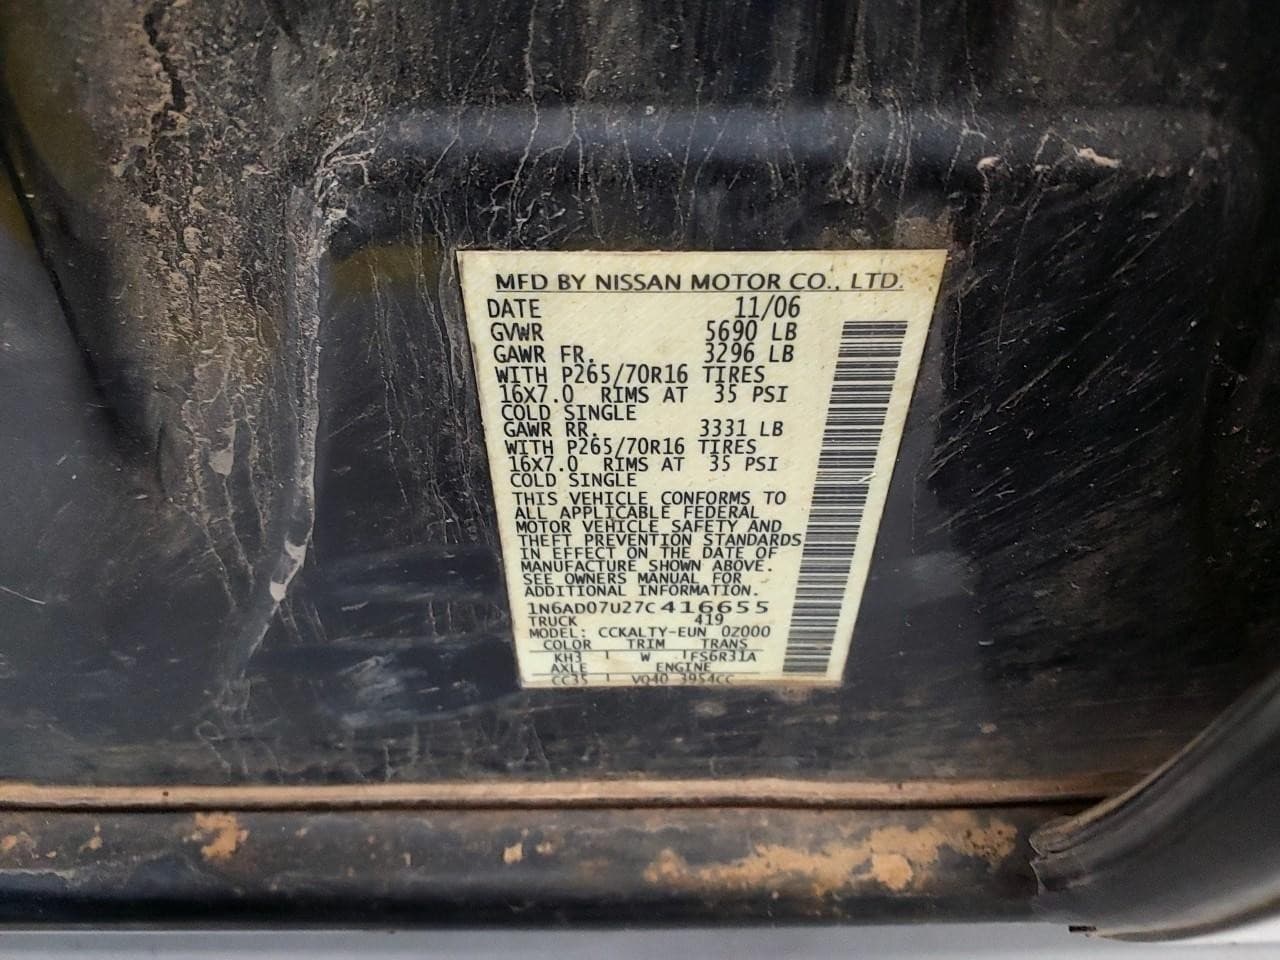 MFD BY NISSAN MOTOR CO., LTD.
DATE 11/06
GVWR 5690 LB
GAWR FR. 3296 LB
WITH P265/70R16 TIRES
16X7.0 RIMS AT 35 PSI
COLD SINGLE
GAWR RR. 3331 LB
WITH P265/70R16 TIRES
16X7.0 RIMS AT 35 PSI
COLD SINGLE
THIS VEHICLE CONFORMS TO
ALL APPLICABLE FEDERAL
MOTOR VEHICLE SAFETY AND
THEFT PREVENTION STANDARDS
IN EFFECT ON THE DATE OF
MANUFACTURE SHOWN ABOVE.
SEE OWNERS MANUAL FOR
ADDITIONAL INFORMATION.
1N6AD07U27C416655
TRUCK 419
MODEL: CCKALTY-EUN 02000
COLOR TRIM TRANS
KH3 W FS6R31A
AXLE ENGINE
CC35 VQ40 3954CC